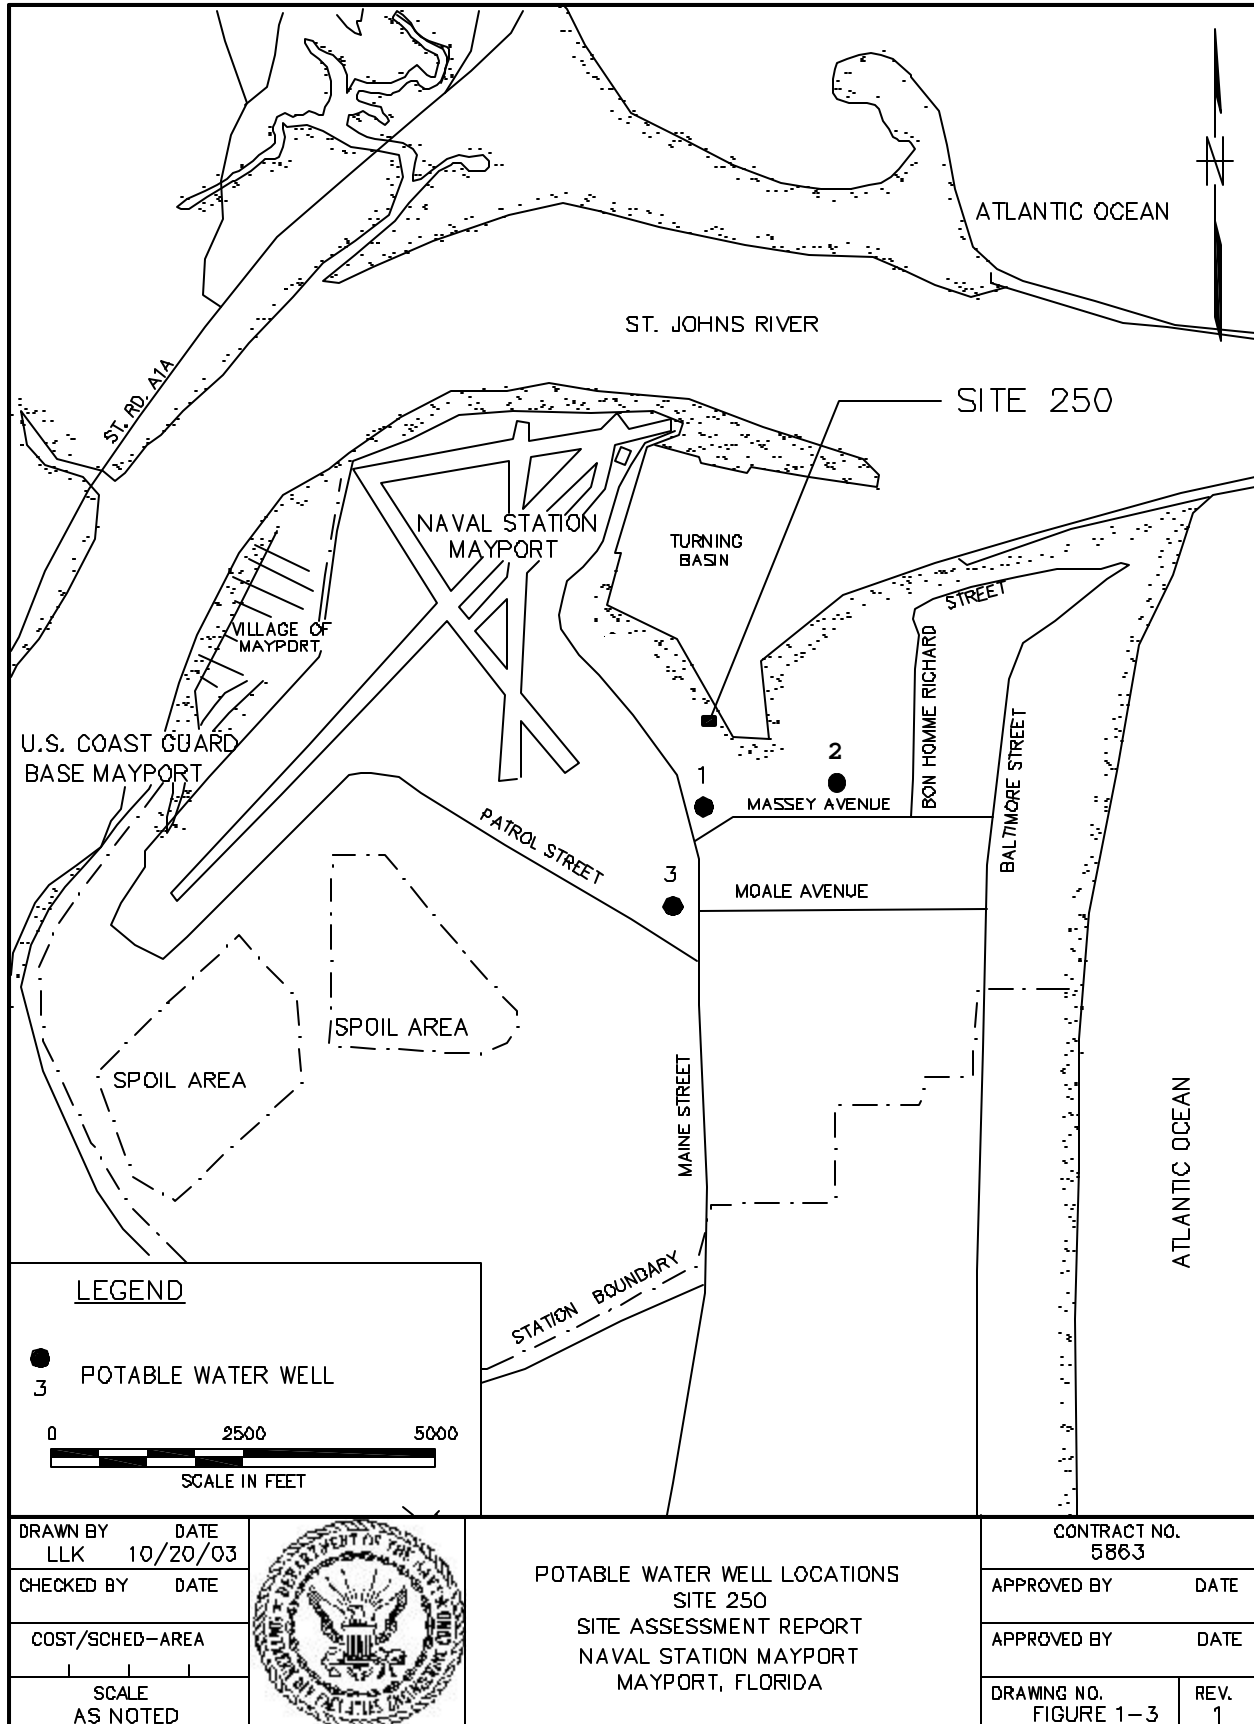 N
ATLANTIC OCEAN
ST. JOHNS RIVER
ST. RD. A1A
SITE 250
NAVAL STATION
MAYPORT
TURNING
BASIN
STREET
VILLAGE OF
MAYPORT
BON HOMME RICHARD
U.S. COAST GUARD
BASE MAYPORT
BALTIMORE STREET
2
1
MASSEY AVENUE
PATROL STREET
3
MOALE AVENUE
SPOIL AREA
SPOIL AREA
MAINE STREET
ATLANTIC OCEAN
STATION BOUNDARY
LEGEND
3
POTABLE WATER WELL
0 2500 5000
SCALE IN FEET
DRAWN BY DATE
LLK 10/20/03
CHECKED BY DATE
COST/SCHED-AREA
SCALE
AS NOTED
DEPARTMENT OF THE NAVY
POTABLE WATER WELL LOCATIONS
SITE 250
SITE ASSESSMENT REPORT
NAVAL STATION MAYPORT
MAYPORT, FLORIDA
CONTRACT NO.
5863
APPROVED BY DATE
APPROVED BY DATE
DRAWING NO.
FIGURE 1-3
REV.
1